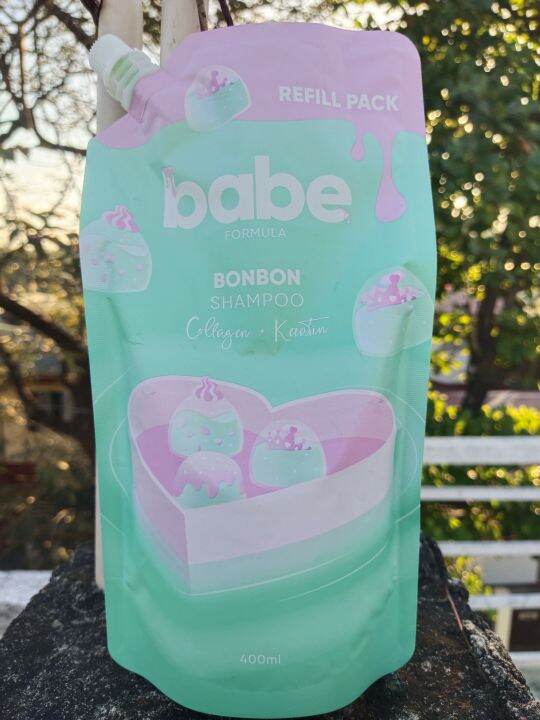 REFILL PACK
babe
FORMULA
BONBON
SHAMPOO
Collagen + Keratin
400ml